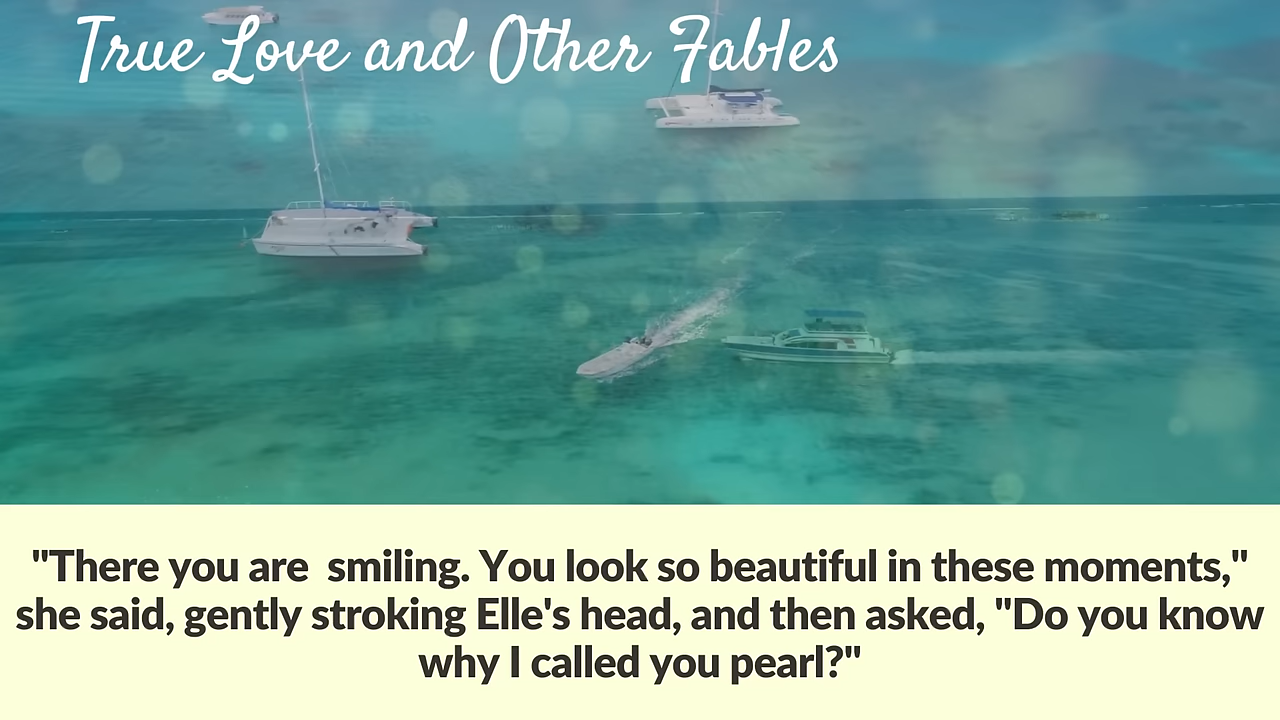 True Love and Other Fables
"There you are  smiling. You look so beautiful in these moments,"
she said, gently stroking Elle's head, and then asked, "Do you know
why I called you pearl?"